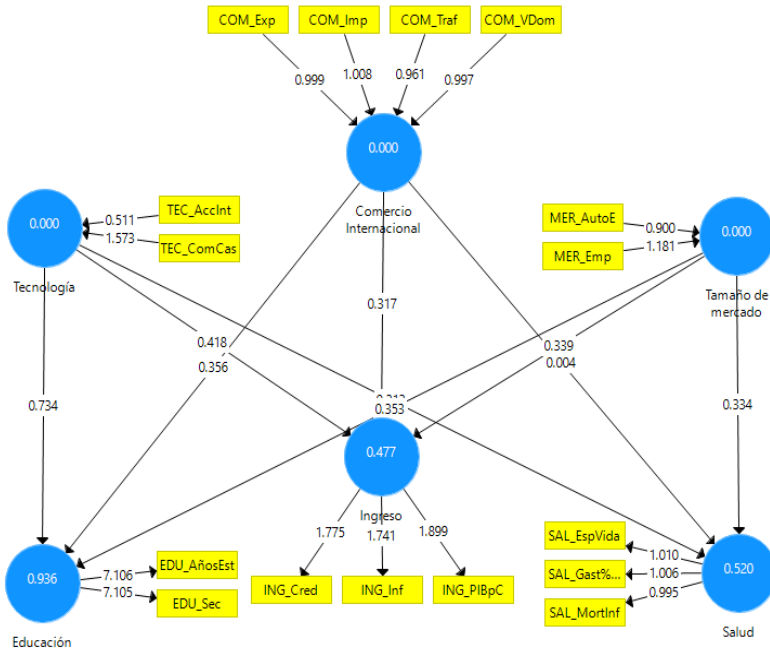 COM_Exp
COM_Imp
COM_Traf
COM_VDom
0.999
1.008
0.961
0.997
0.000
Comercio
Internacional
0.000
Tecnología
TEC_AccInt
0.511
TEC_ComCas
1.573
MER_AutoE
0.900
MER_Emp
1.181
0.000
Tamaño de
mercado
0.317
0.418
0.356
0.339
0.004
0.734
0.353
0.334
0.477
Ingreso
1.775
1.741
1.899
ING_Cred
ING_Inf
ING_PIBpC
0.936
Educación
7.106
EDU_AñosEst
7.105
EDU_Sec
SAL_EspVida
1.010
SAL_Gast%...
1.006
SAL_MortInf
0.995
0.520
Salud